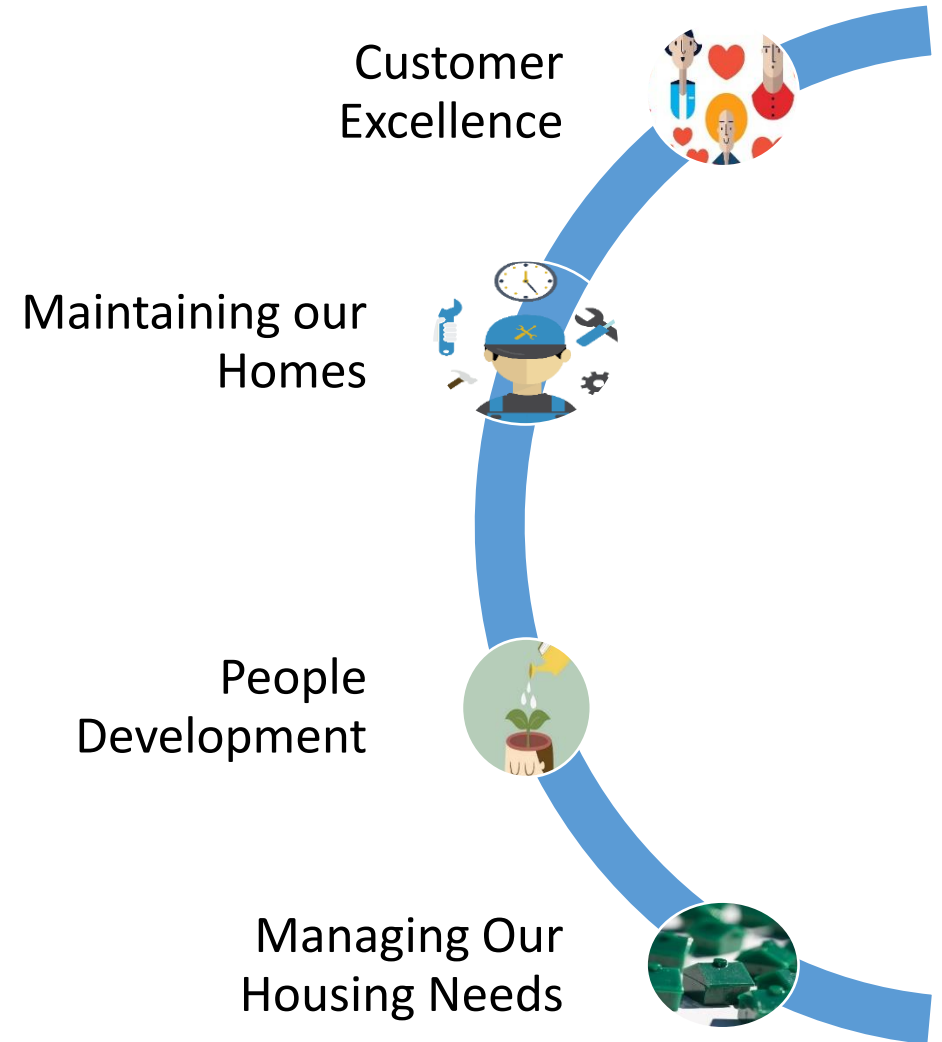 Customer
Excellence
Maintaining our
Homes
People
Development
Managing Our
Housing Needs